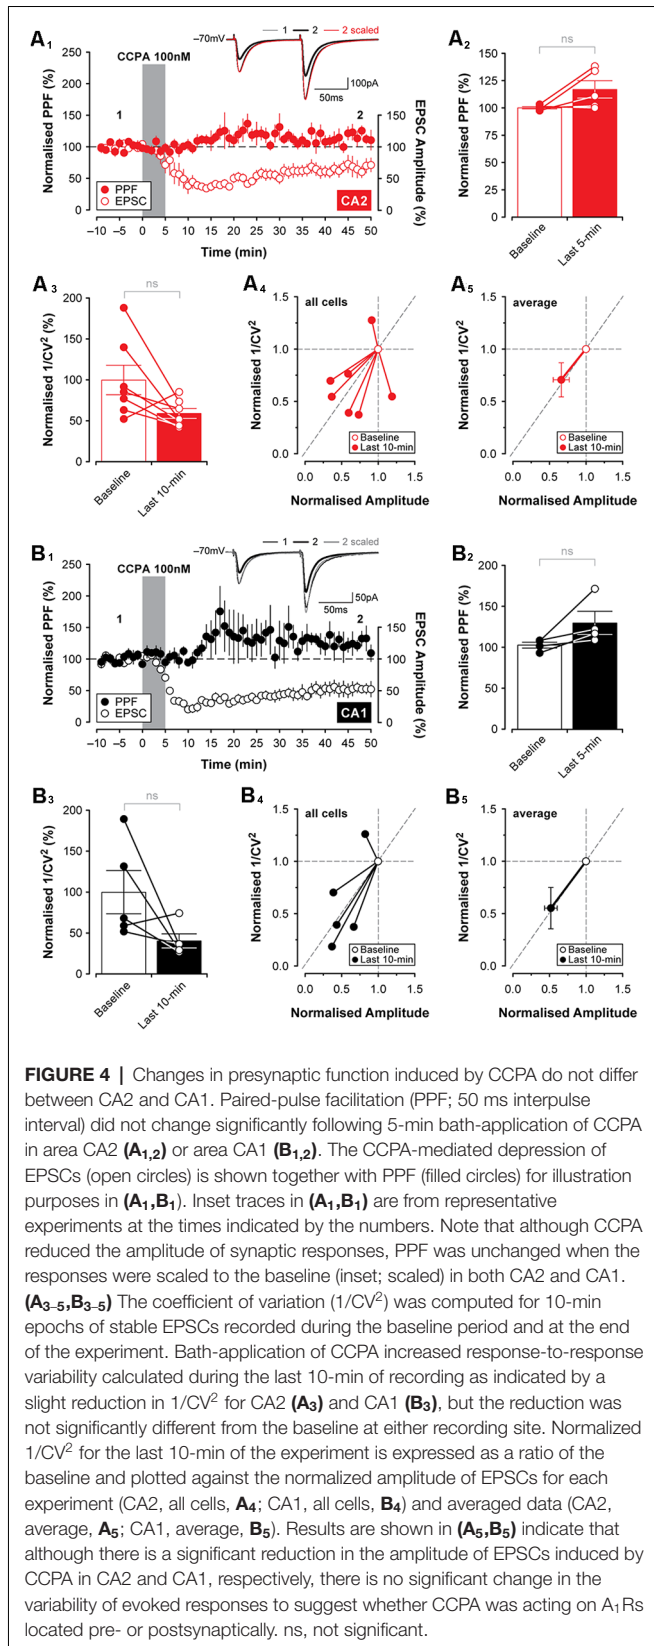 A1
−70mV
1 2 2 scaled
100pA
50ms
CCPA 100nM
Normalised PPF (%)
250
200
150
100
50
0
1
2
150
100
50
0
EPSC Amplitude (%)
PPF
EPSC
CA2
−10 −5 0 5 10 15 20 25 30 35 40 45 50
Time (min)
A2
ns
Normalised PPF (%)
150
125
100
75
50
25
0
Baseline
Last 5-min
A3
ns
Normalised 1/CV2 (%)
200
150
100
50
0
Baseline
Last 10-min
A4
all cells
Normalised 1/CV2
1.5
1.0
0.5
0.0
Baseline
Last 10-min
0.0 0.5 1.0 1.5
Normalised Amplitude
A5
average
Normalised 1/CV2
1.5
1.0
0.5
0.0
Baseline
Last 10-min
0.0 0.5 1.0 1.5
Normalised Amplitude
B1
−70mV
1 2 2 scaled
50pA
50ms
CCPA 100nM
Normalised PPF (%)
250
200
150
100
50
0
1
2
150
100
50
0
EPSC Amplitude (%)
PPF
EPSC
CA1
−10 −5 0 5 10 15 20 25 30 35 40 45 50
Time (min)
B2
ns
Normalised PPF (%)
200
150
100
50
0
Baseline
Last 5-min
B3
ns
Normalised 1/CV2 (%)
200
150
100
50
0
Baseline
Last 10-min
B4
all cells
Normalised 1/CV2
1.5
1.0
0.5
0.0
Baseline
Last 10-min
0.0 0.5 1.0 1.5
Normalised Amplitude
B5
average
Normalised 1/CV2
1.5
1.0
0.5
0.0
Baseline
Last 10-min
0.0 0.5 1.0 1.5
Normalised Amplitude
FIGURE 4 | Changes in presynaptic function induced by CCPA do not differ
between CA2 and CA1. Paired-pulse facilitation (PPF; 50 ms interpulse
interval) did not change significantly following 5-min bath-application of CCPA
in area CA2 (A1,2) or area CA1 (B1,2). The CCPA-mediated depression of
EPSCs (open circles) is shown together with PPF (filled circles) for illustration
purposes in (A1,B1). Inset traces in (A1,B1) are from representative
experiments at the times indicated by the numbers. Note that although CCPA
reduced the amplitude of synaptic responses, PPF was unchanged when the
responses were scaled to the baseline (inset; scaled) in both CA2 and CA1.
(A3–5,B3–5) The coefficient of variation (1/CV2) was computed for 10-min
epochs of stable EPSCs recorded during the baseline period and at the end
of the experiment. Bath-application of CCPA increased response-to-response
variability calculated during the last 10-min of recording as indicated by a
slight reduction in 1/CV2 for CA2 (A3) and CA1 (B3), but the reduction was
not significantly different from the baseline at either recording site. Normalized
1/CV2 for the last 10-min of the experiment is expressed as a ratio of the
baseline and plotted against the normalized amplitude of EPSCs for each
experiment (CA2, all cells, A4; CA1, all cells, B4) and averaged data (CA2,
average, A5; CA1, average, B5). Results are shown in (A5,B5) indicate that
although there is a significant reduction in the amplitude of EPSCs induced by
CCPA in CA2 and CA1, respectively, there is no significant change in the
variability of evoked responses to suggest whether CCPA was acting on A1Rs
located pre- or postsynaptically. ns, not significant.